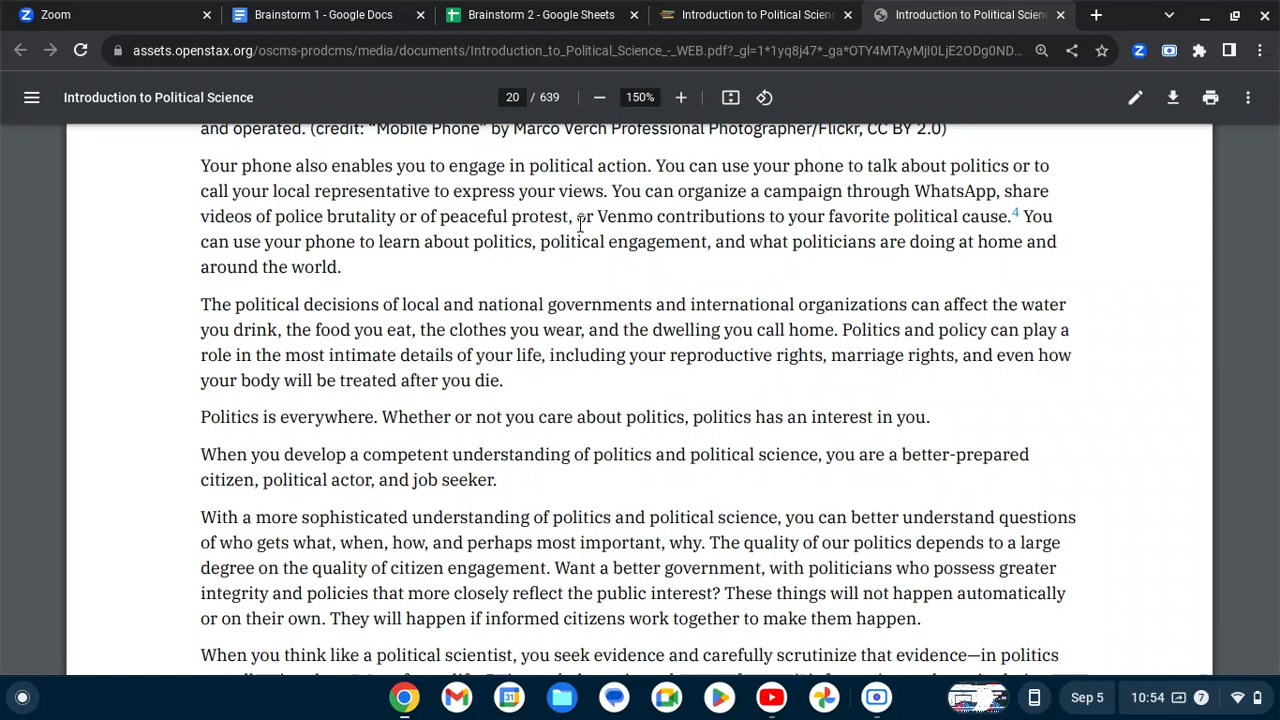 Zoom
Brainstorm 1 - Google Docs
Brainstorm 2 - Google Sheets
Introduction to Political Scienc
Introduction to Political Scien
assets.openstax.org/oscms-prodcms/media/documents/Introduction_to_Political_Science_-_WEB.pdf?_gl=1*1yq8j47*_ga*OTY4MTAyMjI0LjE2ODg0ND...
Introduction to Political Science
20 / 639
150%
and operated. (credit: “Mobile Phone” by Marco Verch Professional Photographer/Flickr, CC BY 2.0)
Your phone also enables you to engage in political action. You can use your phone to talk about politics or to
call your local representative to express your views. You can organize a campaign through WhatsApp, share
videos of police brutality or of peaceful protest, or Venmo contributions to your favorite political cause.4 You
can use your phone to learn about politics, political engagement, and what politicians are doing at home and
around the world.
The political decisions of local and national governments and international organizations can affect the water
you drink, the food you eat, the clothes you wear, and the dwelling you call home. Politics and policy can play a
role in the most intimate details of your life, including your reproductive rights, marriage rights, and even how
your body will be treated after you die.
Politics is everywhere. Whether or not you care about politics, politics has an interest in you.
When you develop a competent understanding of politics and political science, you are a better-prepared
citizen, political actor, and job seeker.
With a more sophisticated understanding of politics and political science, you can better understand questions
of who gets what, when, how, and perhaps most important, why. The quality of our politics depends to a large
degree on the quality of citizen engagement. Want a better government, with politicians who possess greater
integrity and policies that more closely reflect the public interest? These things will not happen automatically
or on their own. They will happen if informed citizens work together to make them happen.
When you think like a political scientist, you seek evidence and carefully scrutinize that evidence—in politics
Sep 5
10:54
7